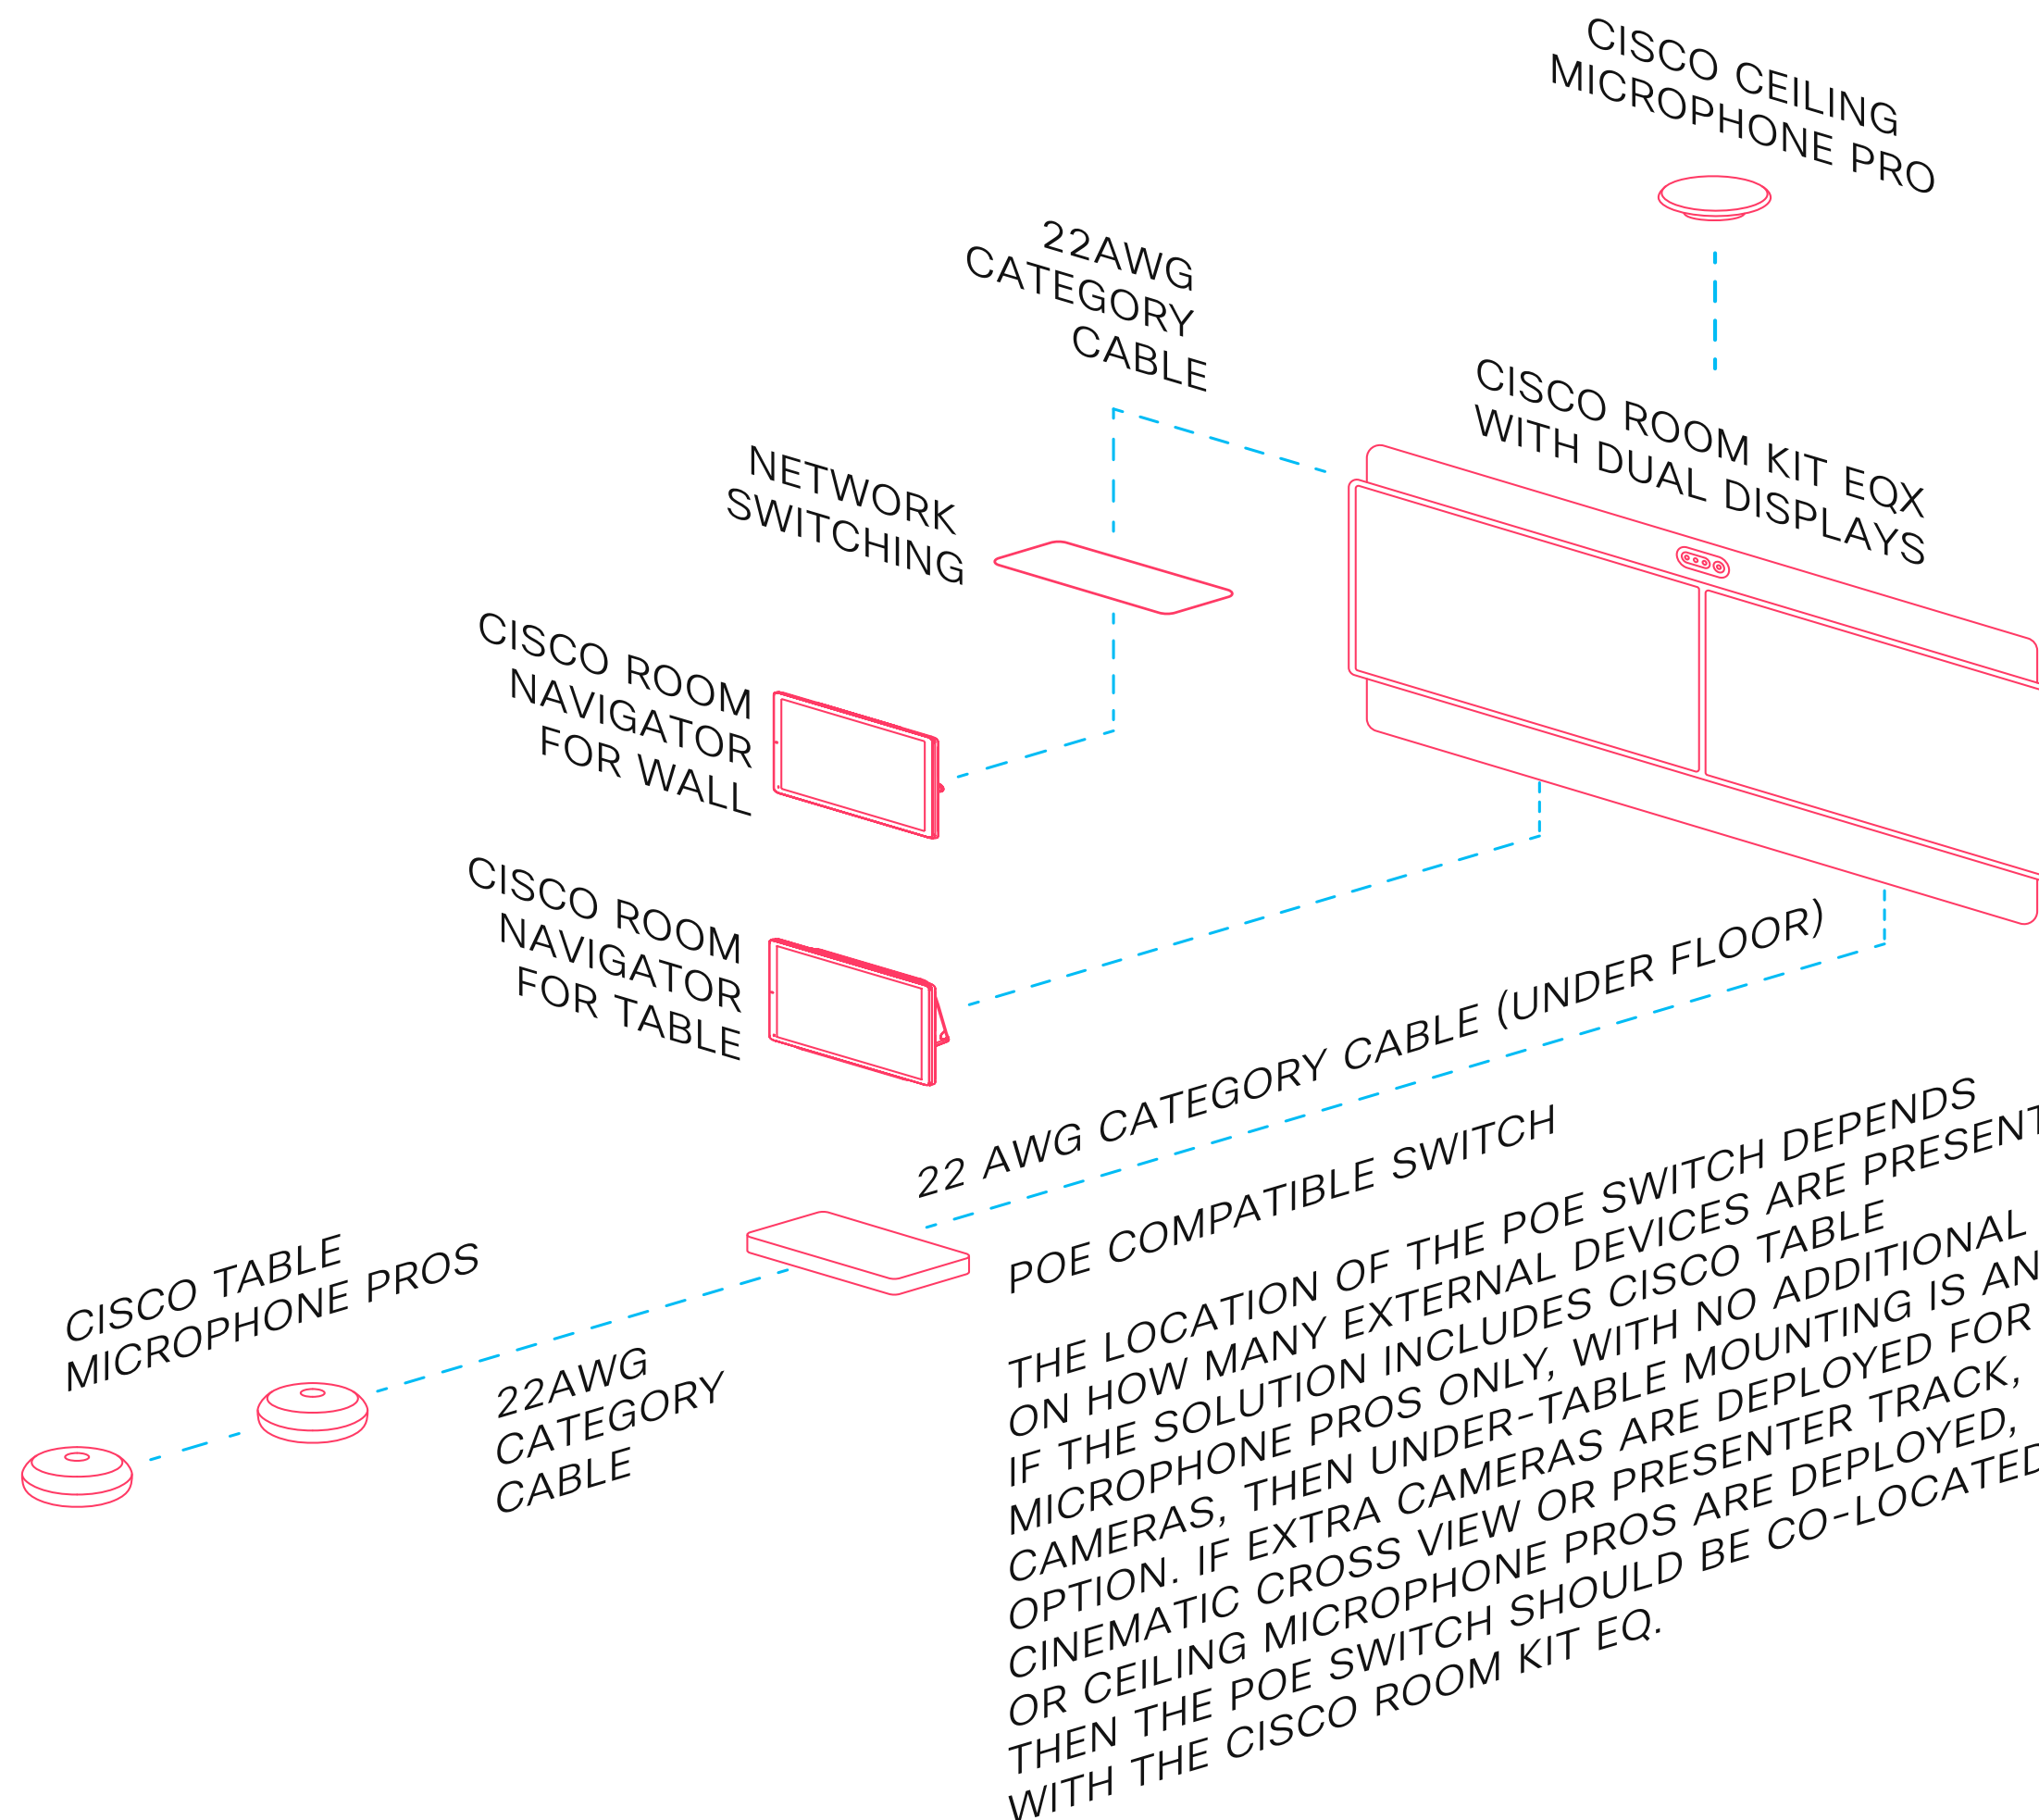 CISCO CEILING
MICROPHONE PRO
22AWG
CATEGORY
CABLE
CISCO ROOM KIT EQX
WITH DUAL DISPLAYS
NETWORK
SWITCHING
CISCO ROOM
NAVIGATOR
FOR WALL
CISCO ROOM
NAVIGATOR
FOR TABLE
22 AWG CATEGORY CABLE (UNDER FLOOR)
POE COMPATIBLE SWITCH
CISCO TABLE
MICROPHONE PROS
22AWG
CATEGORY
CABLE
THE LOCATION OF THE POE SWITCH DEPENDS
ON HOW MANY EXTERNAL DEVICES ARE PRESENT
IF THE SOLUTION INCLUDES CISCO TABLE
MICROPHONE PROS ONLY, WITH NO ADDITIONAL
CAMERAS, THEN UNDER-TABLE MOUNTING IS AN
OPTION. IF EXTRA CAMERAS ARE DEPLOYED FOR
CINEMATIC CROSS VIEW OR PRESENTER TRACK,
OR CEILING MICROPHONE PROS ARE DEPLOYED,
THEN THE POE SWITCH SHOULD BE CO-LOCATED
WITH THE CISCO ROOM KIT EQ.